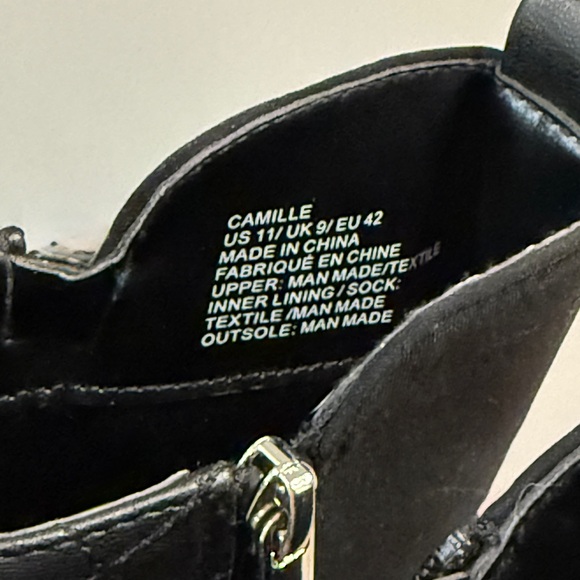 CAMILLE
US 11/ UK 9/ EU 42
MADE IN CHINA
FABRIQUÉ EN CHINE
UPPER: MAN MADE/TEXTILE
INNER LINING / SOCK:
TEXTILE /MAN MADE
OUTSOLE: MAN MADE